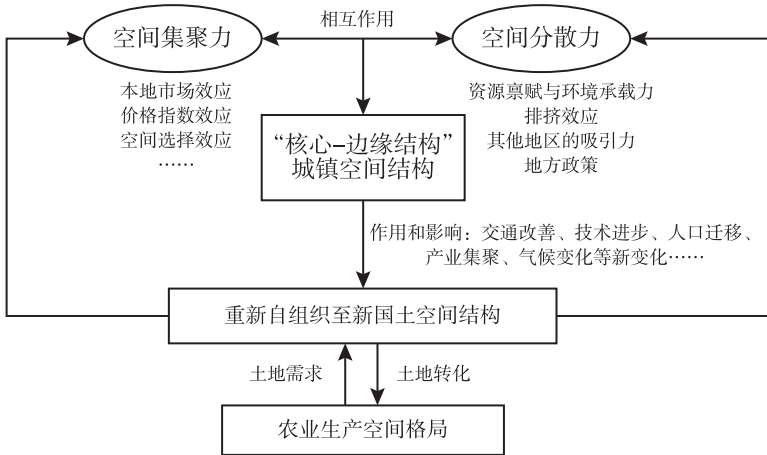 相互作用
空间集聚力
空间分散力
本地市场效应
价格指数效应
空间选择效应
……
资源禀赋与环境承载力
排挤效应
其他地区的吸引力
地方政策
“核心–边缘结构”
城镇空间结构
作用和影响：交通改善、技术进步、人口迁移、
产业集聚、气候变化等新变化……
重新自组织至新国土空间结构
土地需求
土地转化
农业生产空间格局